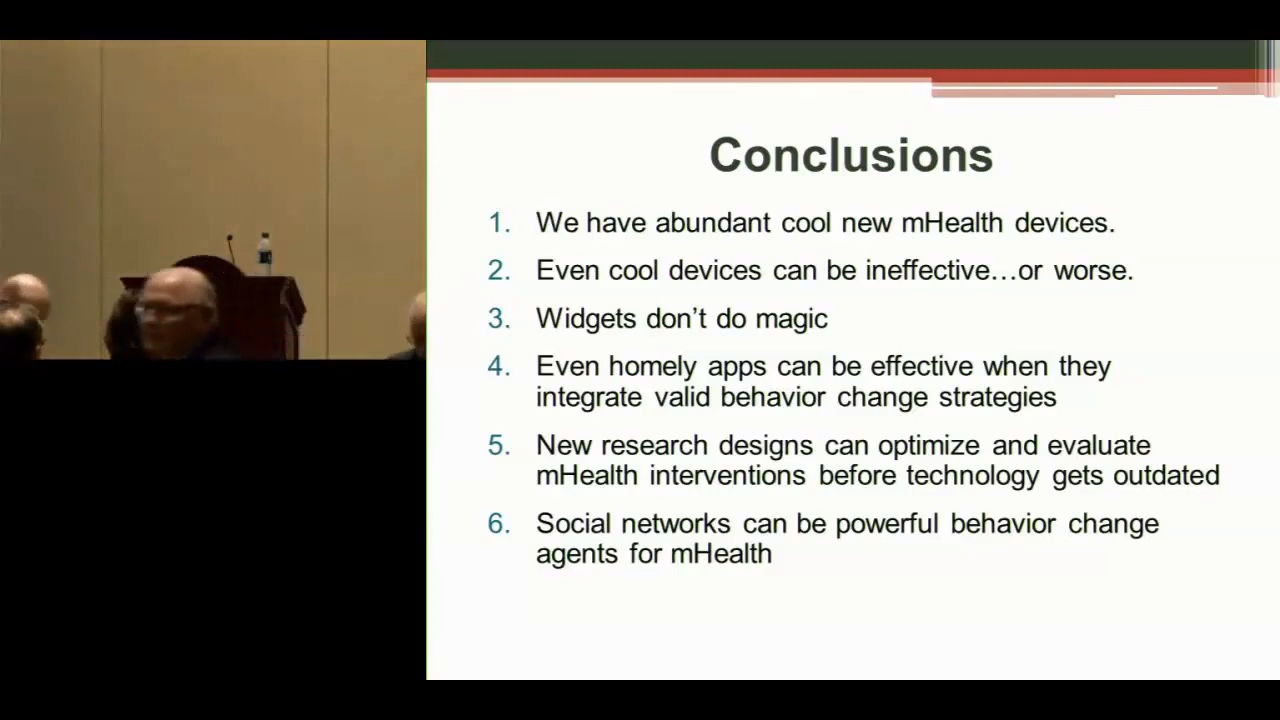 Conclusions
1. We have abundant cool new mHealth devices.
2. Even cool devices can be ineffective…or worse.
3. Widgets don’t do magic
4. Even homely apps can be effective when they
integrate valid behavior change strategies
5. New research designs can optimize and evaluate
mHealth interventions before technology gets outdated
6. Social networks can be powerful behavior change
agents for mHealth